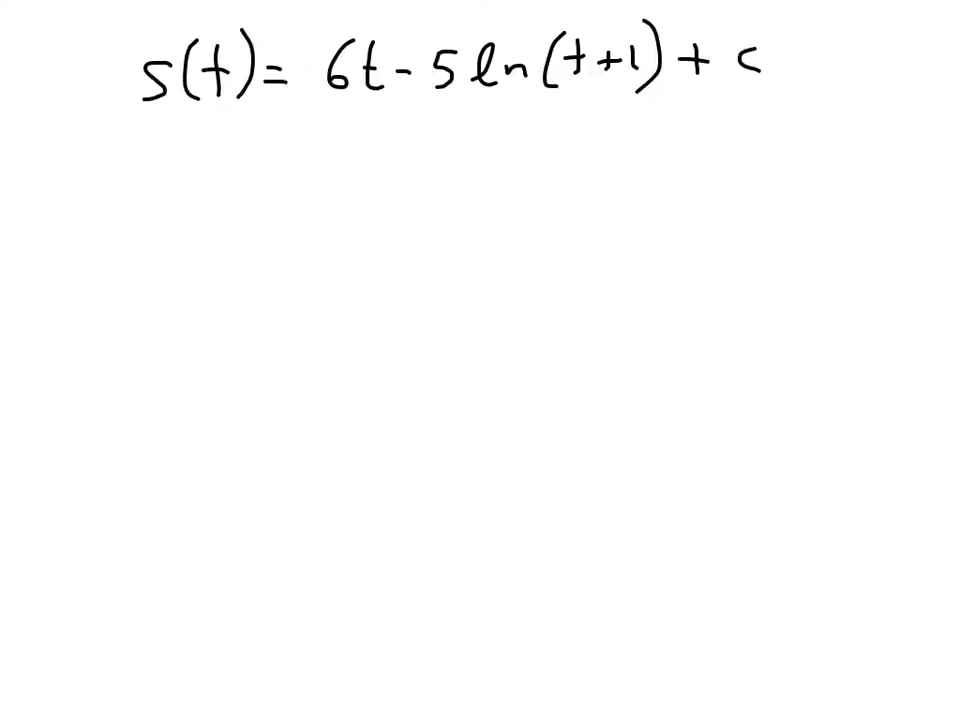 s(t) = 6t - 5 ln (t+1) + c